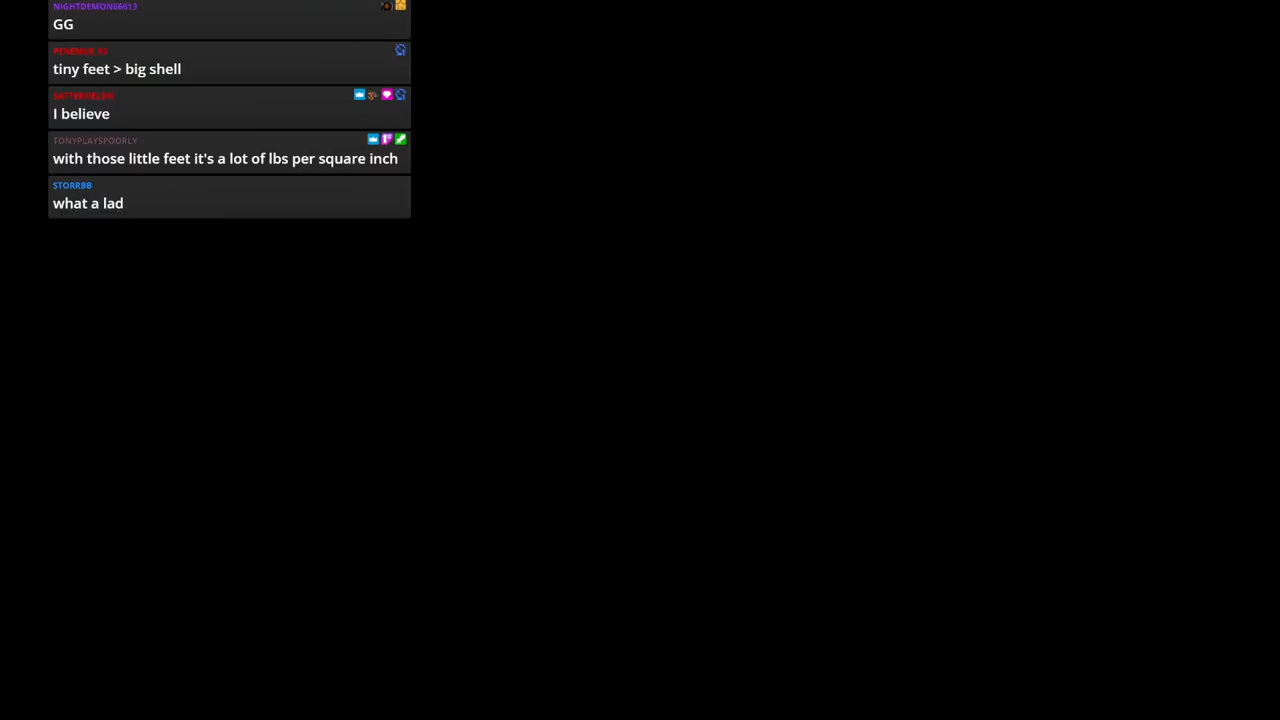 NIGHTDEMON66613
GG
tiny feet > big shell
I believe
TONYPLAYSPOORLY
with those little feet it's a lot of lbs per square inch
STORRBB
what a lad